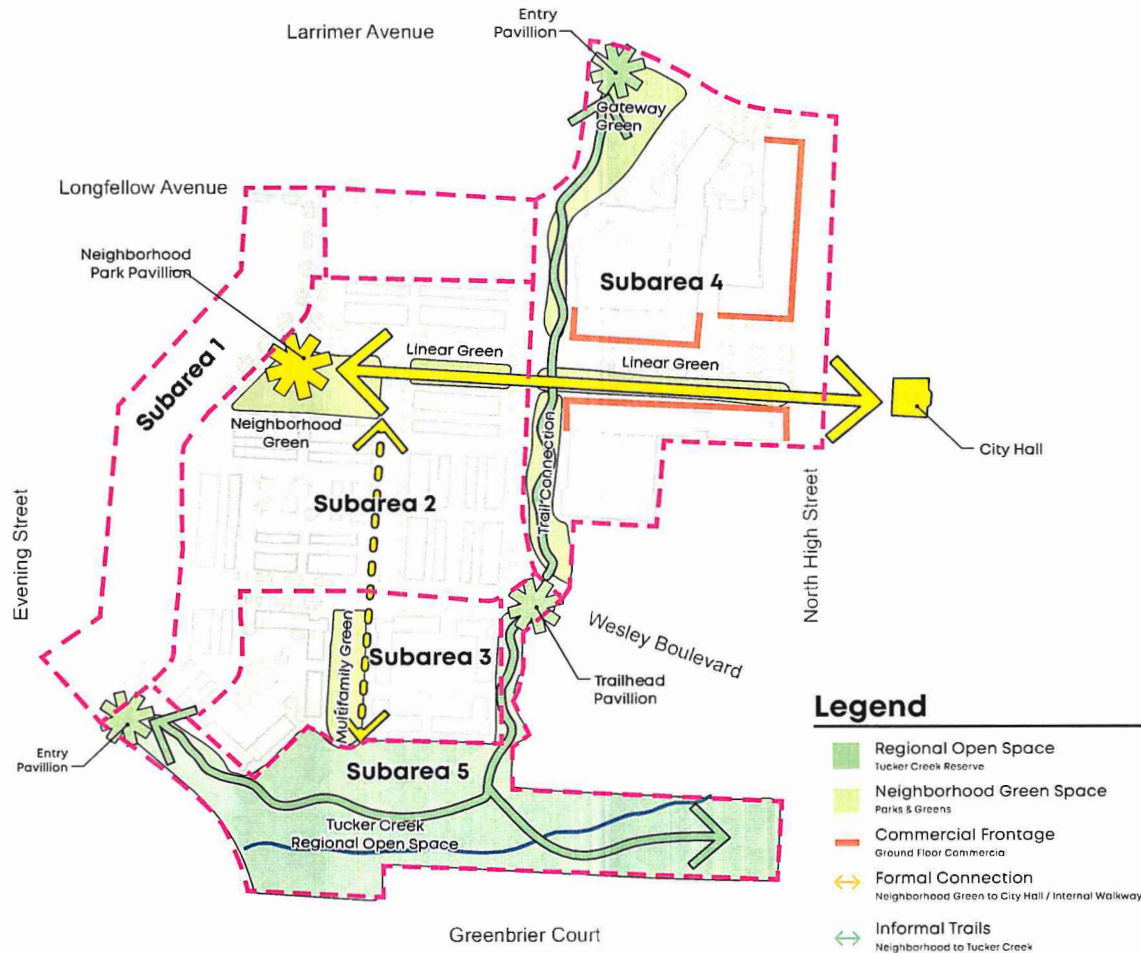 Larrimer Avenue
Entry
Pavillion
Gateway
Green
Longfellow Avenue
Neighborhood
Park Pavillion
Subarea 4
Subarea 1
Linear Green
Linear Green
Neighborhood
Green
City Hall
Trail Connection
Subarea 2
Evening Street
North High Street
Multifamily Green
Wesley Boulevard
Subarea 3
Trailhead
Pavillion
Entry
Pavillion
Subarea 5
Tucker Creek
Regional Open Space
Greenbrier Court
Legend
Regional Open Space
Tucker Creek Reserve
Neighborhood Green Space
Parks & Greens
Commercial Frontage
Ground Floor Commercial
Formal Connection
Neighborhood Green to City Hall / Internal Walkway
Informal Trails
Neighborhood to Tucker Creek